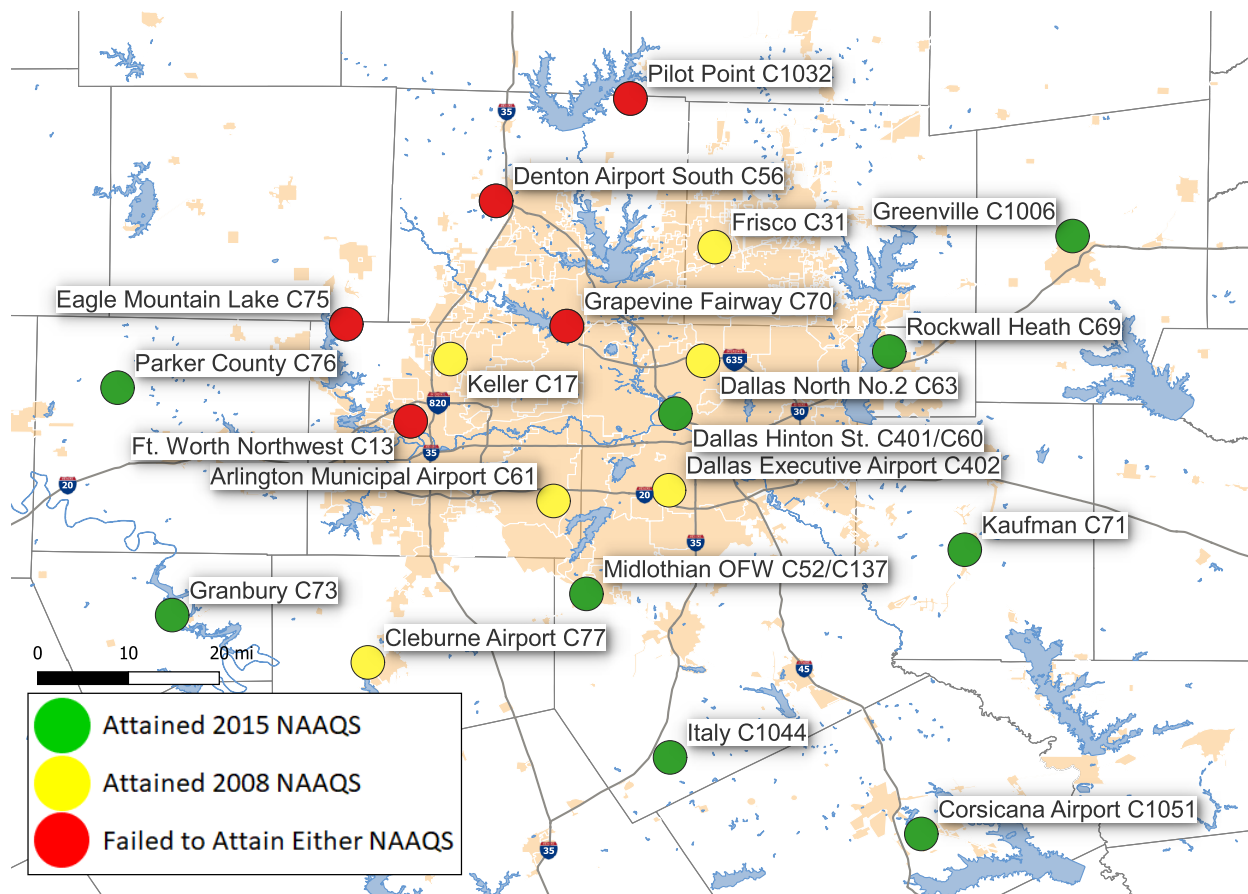 Pilot Point C1032
35
Denton Airport South C56
Greenville C1006
Frisco C31
Eagle Mountain Lake C75
Grapevine Fairway C70
Rockwall Heath C69
Parker County C76
635
Keller C17
Dallas North No.2 C63
820
30
Ft. Worth Northwest C13
Dallas Hinton St. C401/C60
35
Dallas Executive Airport C402
Arlington Municipal Airport C61
20
20
Kaufman C71
35
Midlothian OFW C52/C137
Granbury C73
Cleburne Airport C77
0 10 20 mi
45
Attained 2015 NAAQS
Italy C1044
Attained 2008 NAAQS
Corsicana Airport C1051
Failed to Attain Either NAAQS
35